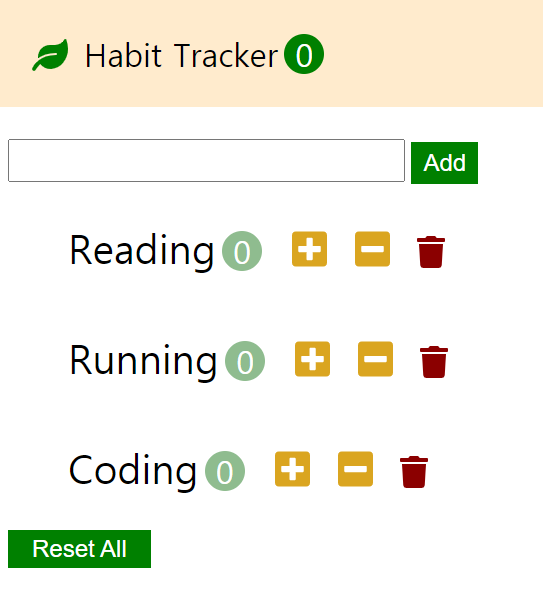 Habit Tracker 0
Add
Reading 0
Running 0
Coding 0
Reset All